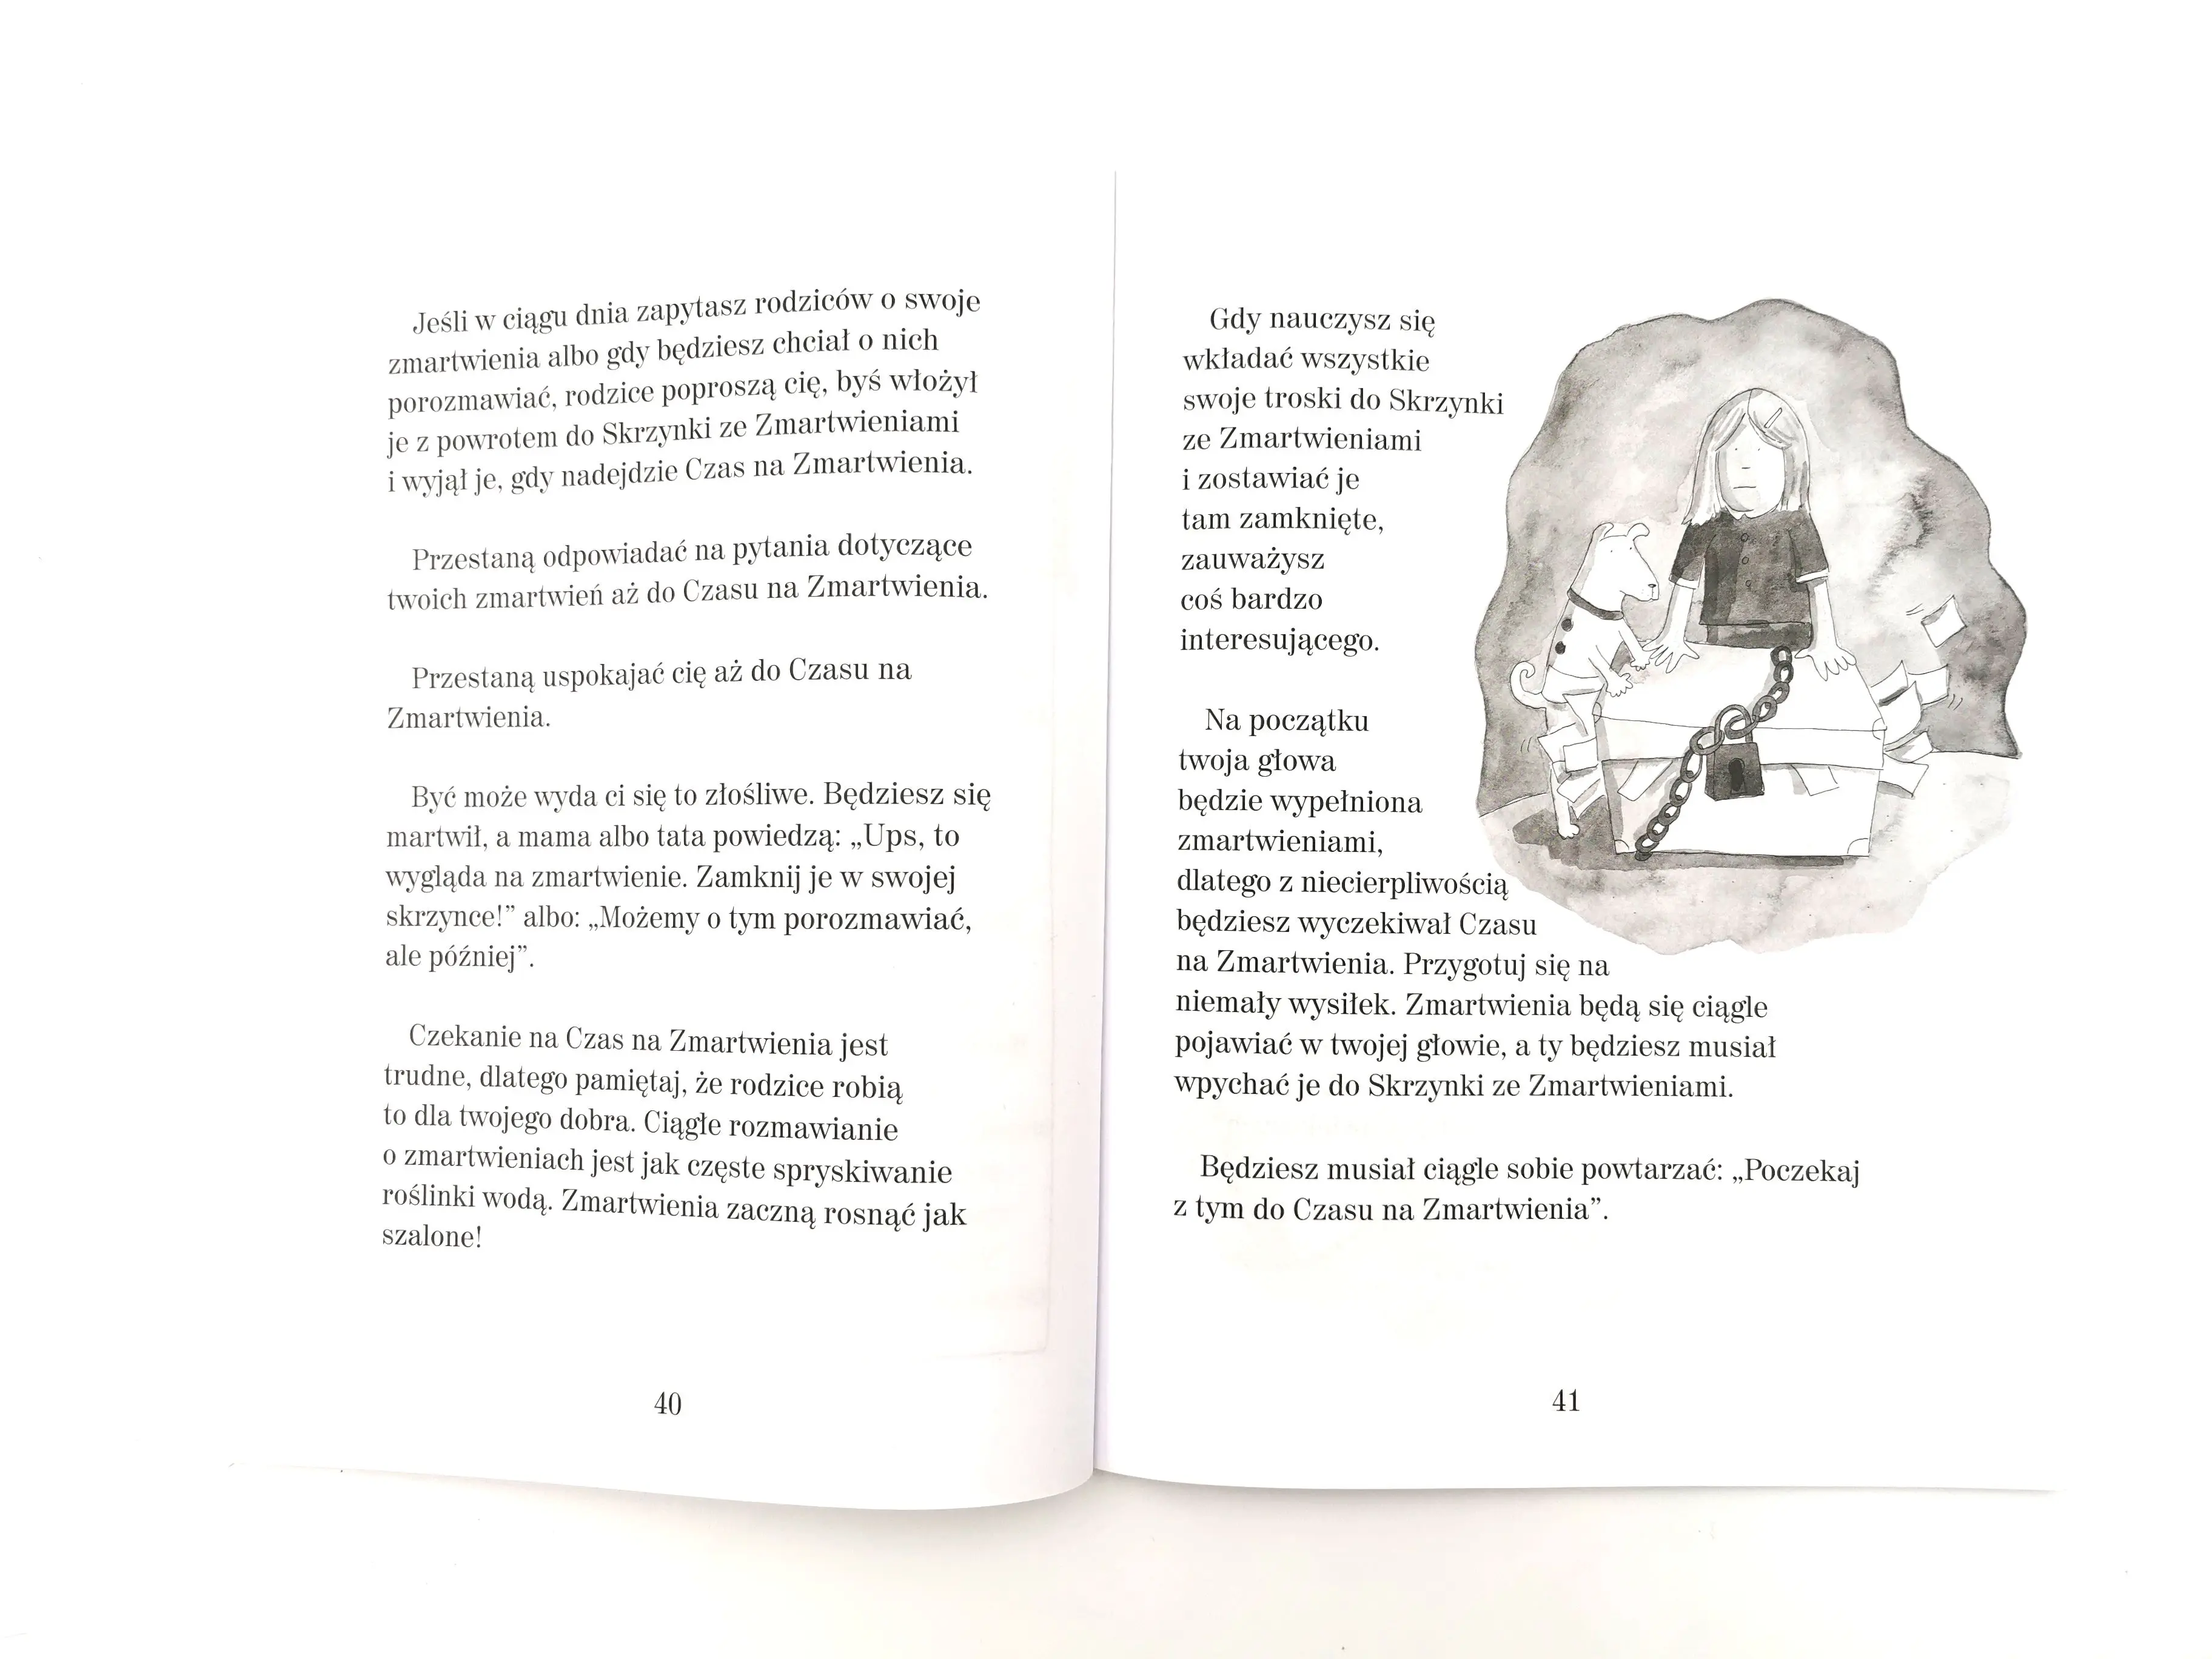 Jeśli w ciągu dnia zapytasz rodziców o swoje
zmartwienia albo gdy będziesz chciał o nich
porozmawiać, rodzice poproszą cię, byś włożył
je z powrotem do Skrzynki ze Zmartwieniami
i wyjął je, gdy nadejdzie Czas na Zmartwienia.
Przestaną odpowiadać na pytania dotyczące
twoich zmartwień aż do Czasu na Zmartwienia.
Przestaną uspokajać cię aż do Czasu na
Zmartwienia.
Być może wyda ci się to złośliwe. Będziesz się
martwił, a mama albo tata powiedzą: „Ups, to
wygląda na zmartwienie. Zamknij je w swojej
skrzynce!” albo: „Możemy o tym porozmawiać,
ale później”.
Czekanie na Czas na Zmartwienia jest
trudne, dlatego pamiętaj, że rodzice robią
to dla twojego dobra. Ciągłe rozmawianie
o zmartwieniach jest jak częste spryskiwanie
roślinki wodą. Zmartwienia zaczną rosnąć jak
szalone!
40
Gdy nauczysz się
wkładać wszystkie
swoje troski do Skrzynki
ze Zmartwieniami
i zostawiać je
tam zamknięte,
zauważysz
coś bardzo
interesującego.
Na początku
twoja głowa
będzie wypełniona
zmartwieniami,
dlatego z niecierpliwością
będziesz wyczekiwał Czasu
na Zmartwienia. Przygotuj się na
niemały wysiłek. Zmartwienia będą się ciągle
pojawiać w twojej głowie, a ty będziesz musiał
wpychać je do Skrzynki ze Zmartwieniami.
Będziesz musiał ciągle sobie powtarzać: „Poczekaj
z tym do Czasu na Zmartwienia”.
41